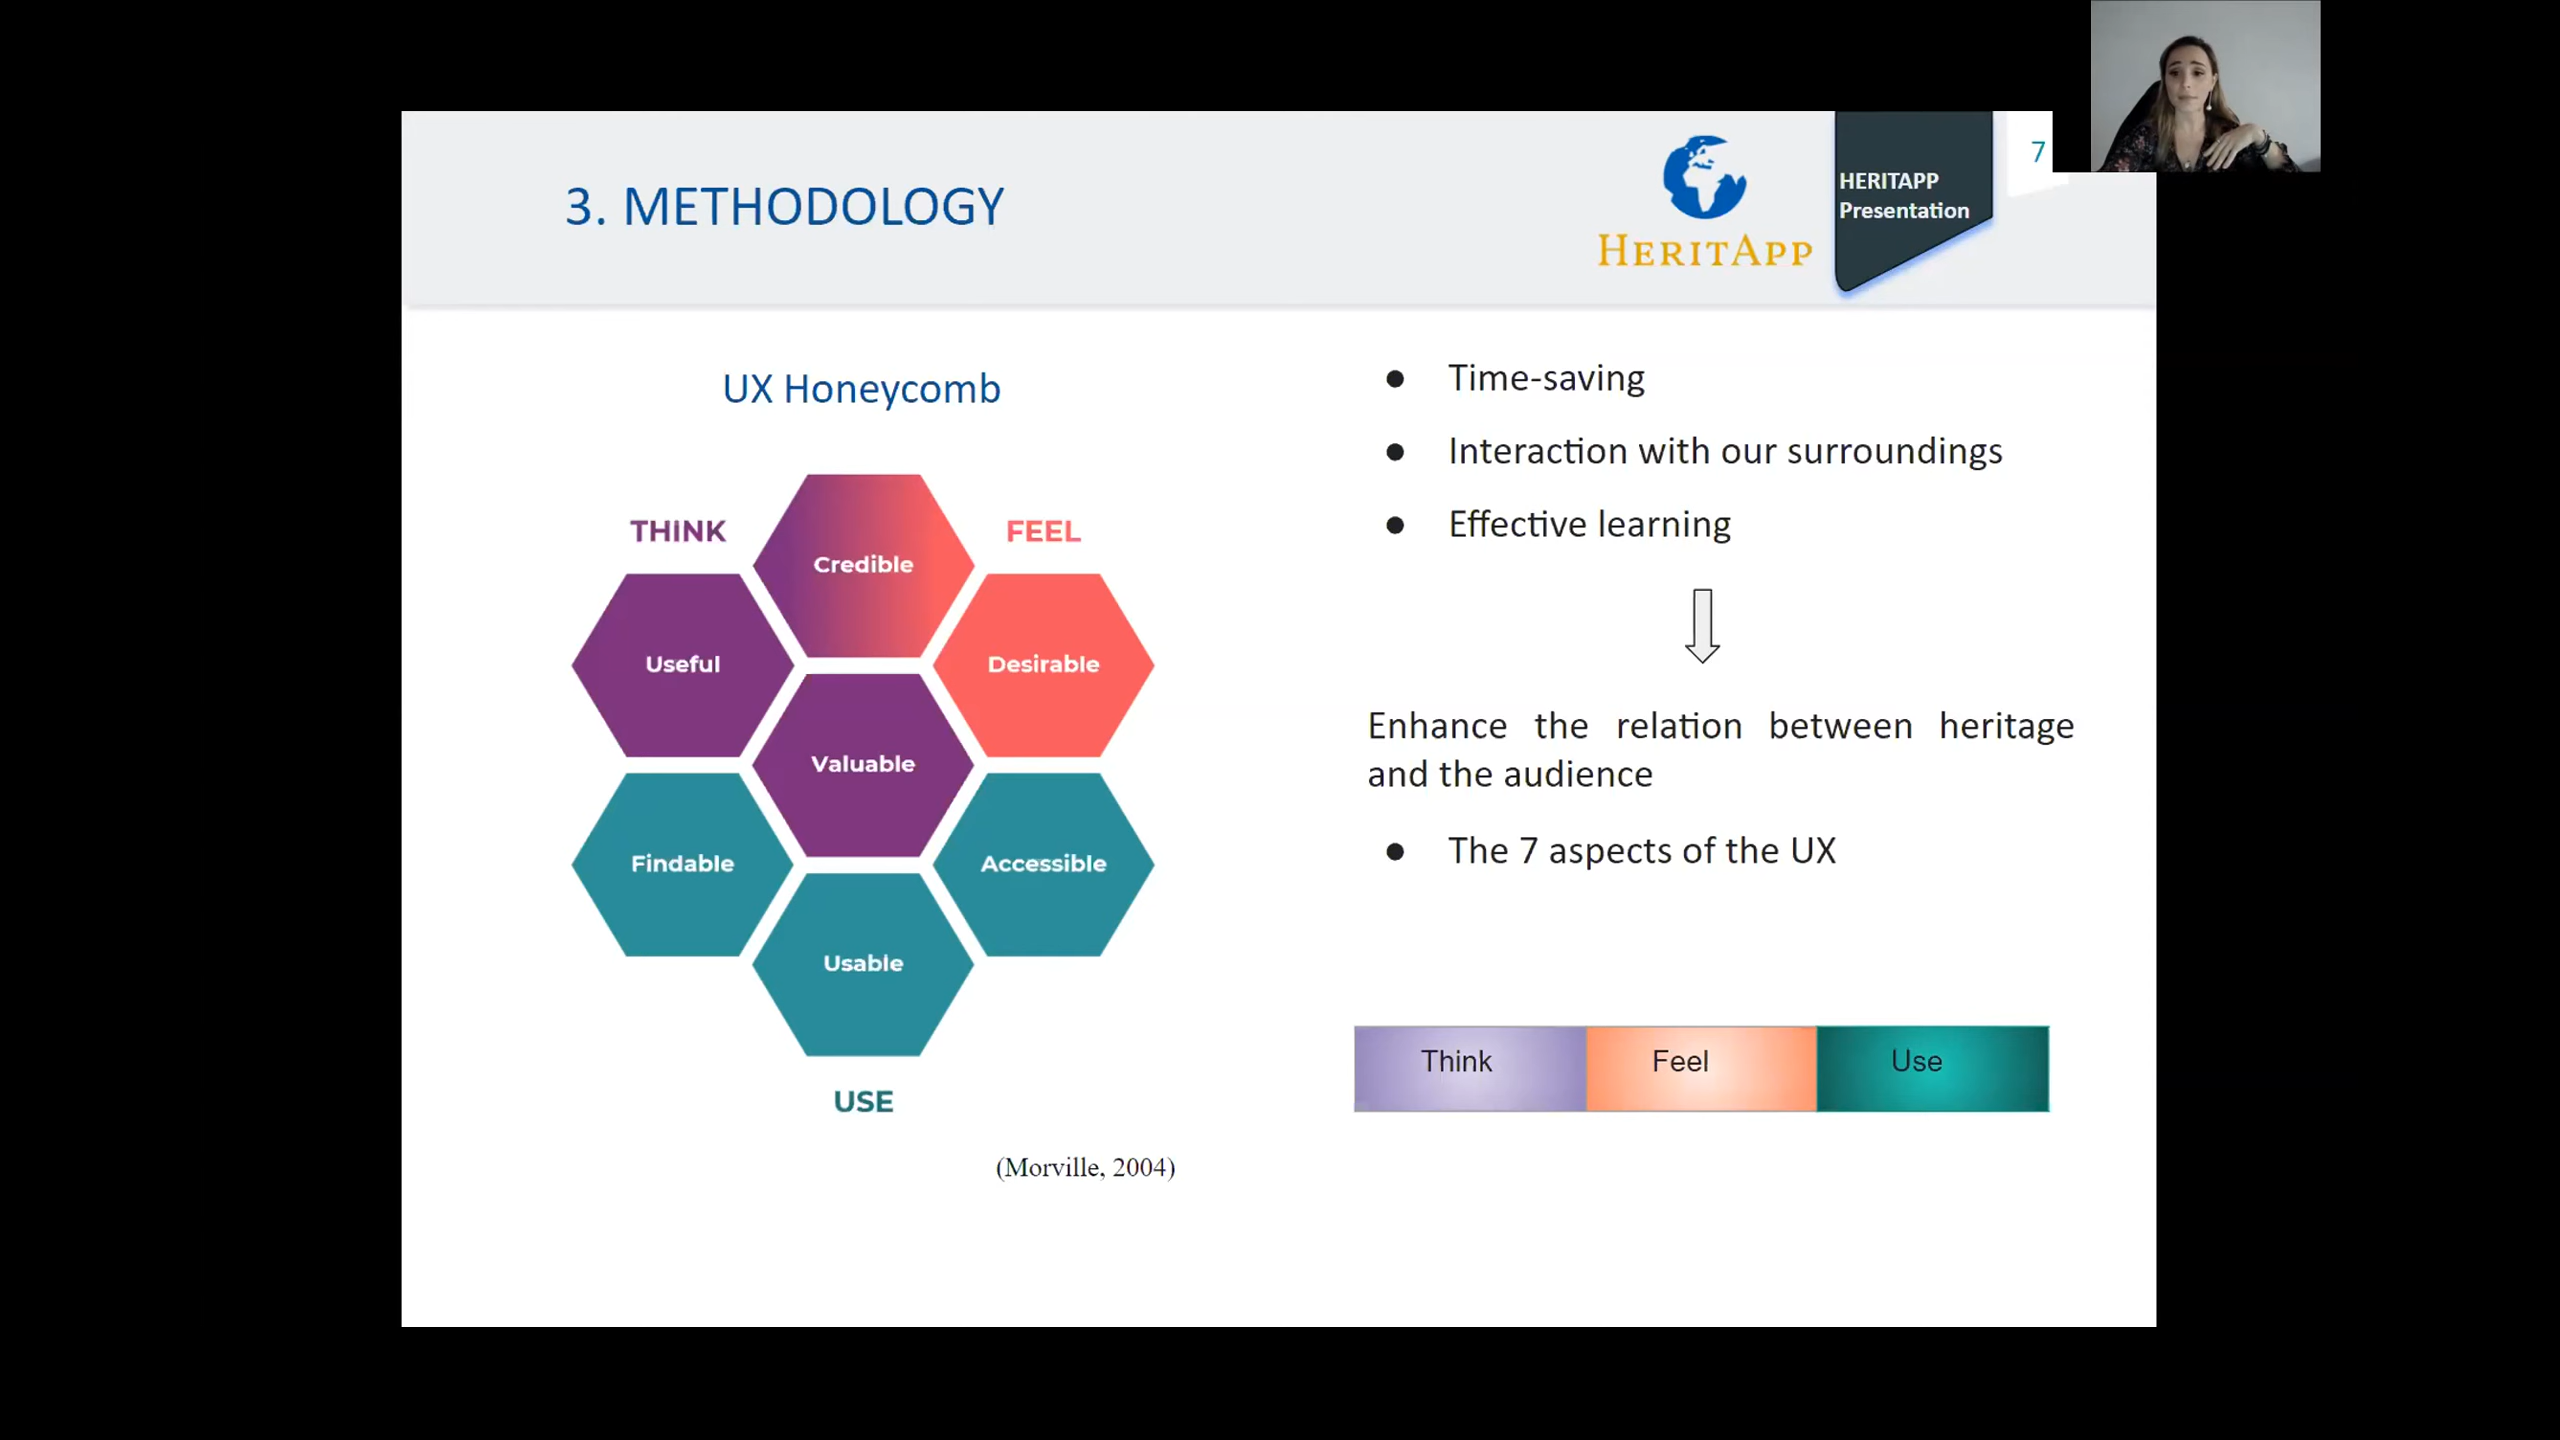 3. METHODOLOGY
HERITAPP
HERITAPP
Presentation
7
UX Honeycomb
THINK
FEEL
Credible
Useful
Desirable
Valuable
Findable
Accessible
Usable
USE
(Morville, 2004)
● Time-saving
● Interaction with our surroundings
● Effective learning
Enhance the relation between heritage
and the audience
● The 7 aspects of the UX
Think Feel Use